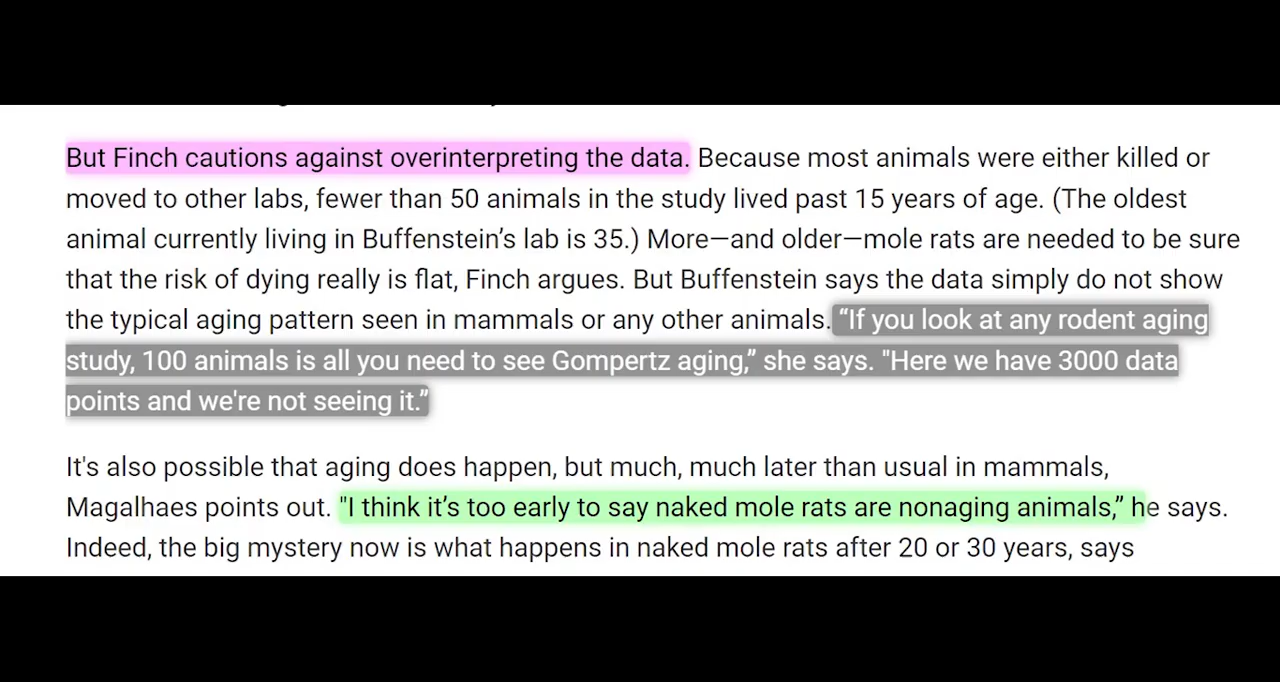 But Finch cautions against overinterpreting the data. Because most animals were either killed or
moved to other labs, fewer than 50 animals in the study lived past 15 years of age. (The oldest
animal currently living in Buffenstein’s lab is 35.) More—and older—mole rats are needed to be sure
that the risk of dying really is flat, Finch argues. But Buffenstein says the data simply do not show
the typical aging pattern seen in mammals or any other animals. “If you look at any rodent aging
study, 100 animals is all you need to see Gompertz aging,” she says. "Here we have 3000 data
points and we're not seeing it.”
It's also possible that aging does happen, but much, much later than usual in mammals,
Magalhaes points out. "I think it’s too early to say naked mole rats are nonaging animals,” he says.
Indeed, the big mystery now is what happens in naked mole rats after 20 or 30 years, says